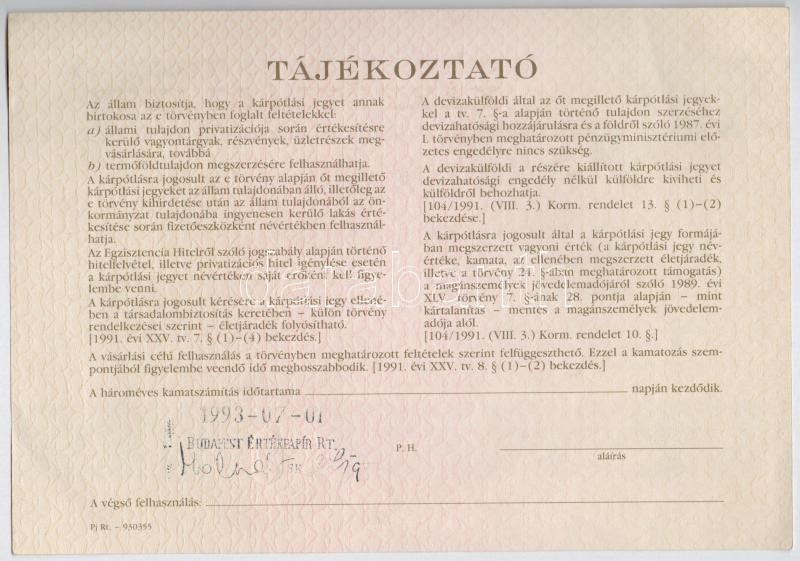 TÁJÉKOZTATÓ
Az állam biztosítja, hogy a kárpótlási jegyet annak
birtokosa az e törvényben foglalt feltételekkel:
a) állami tulajdon privatizációja során értékesítésre
kerülő vagyontárgyak, részvények, üzletrészek meg-
vásárlására, továbbá
b) termőföldtulajdon megszerzésére felhasználhatja.
A kárpótlásra jogosult az e törvény alapján őt megillető
kárpótlási jegyeket az állam tulajdonában álló, illetőleg az
e törvény kihirdetése után az állam tulajdonából az ön-
kormányzat tulajdonába ingyenesen kerülő lakás érté-
kesítése során fizetőeszközként névértékben felhasznál-
hatja.
Az Egzisztencia Hitelről szóló jogszabály alapján történő
hitelfelvétel, illetve privatizációs hitel igénylése esetén
a kárpótlási jegyet névértéken saját erőként kell figye-
lembe venni.
A kárpótlásra jogosult kérésére a kárpótlási jegy ellené-
ben a társadalombiztosítás keretében – külön törvény
rendelkezései szerint – életjáradék folyósítható.
[1991. évi XXV. tv. 7. § (1)–(4) bekezdés.]
A devizakülföldi által az őt megillető kárpótlási jegyek-
kel a tv. 7. §-a alapján történő tulajdon szerzéséhez
devizahatósági hozzájárulásra és a földről szóló 1987. évi
I. törvényben meghatározott pénzügyminisztériumi elő-
zetes engedélyre nincs szükség.
A devizakülföldi a részére kiállított kárpótlási jegyet
devizahatósági engedély nélkül külföldre kiviheti és
külföldről behozhatja.
[104/1991. (VIII. 3.) Korm. rendelet 13. § (1)–(2)
bekezdése.]
A kárpótlásra jogosult által a kárpótlási jegy formájá-
ban megszerzett vagyoni érték (a kárpótlási jegy név-
értéke, kamata, az ellenében megszerzett életjáradék,
illetve a törvény 24. §-ában meghatározott támogatás)
a magánszemélyek jövedelemadójáról szóló 1989. évi
XLV. törvény 7. §-ának 28. pontja alapján – mint
kártalanítás – mentes a magánszemélyek jövedelem-
adója alól.
[104/1991. (VIII. 3.) Korm. rendelet 10. §.]
A vásárlási célú felhasználás a törvényben meghatározott feltételek szerint felfüggeszthető. Ezzel a kamatozás szem-
pontjából figyelembe veendő idő meghosszabbodik. [1991. évi XXV. tv. 8. § (1)–(2) bekezdés.]
A hároméves kamatszámítás időtartama napján kezdődik.
1993-07-01
BUDAPEST ÉRTÉKPAPÍR RT.
P. H.
aláírás
A végső felhasználás:
Pj Rt. – 930355